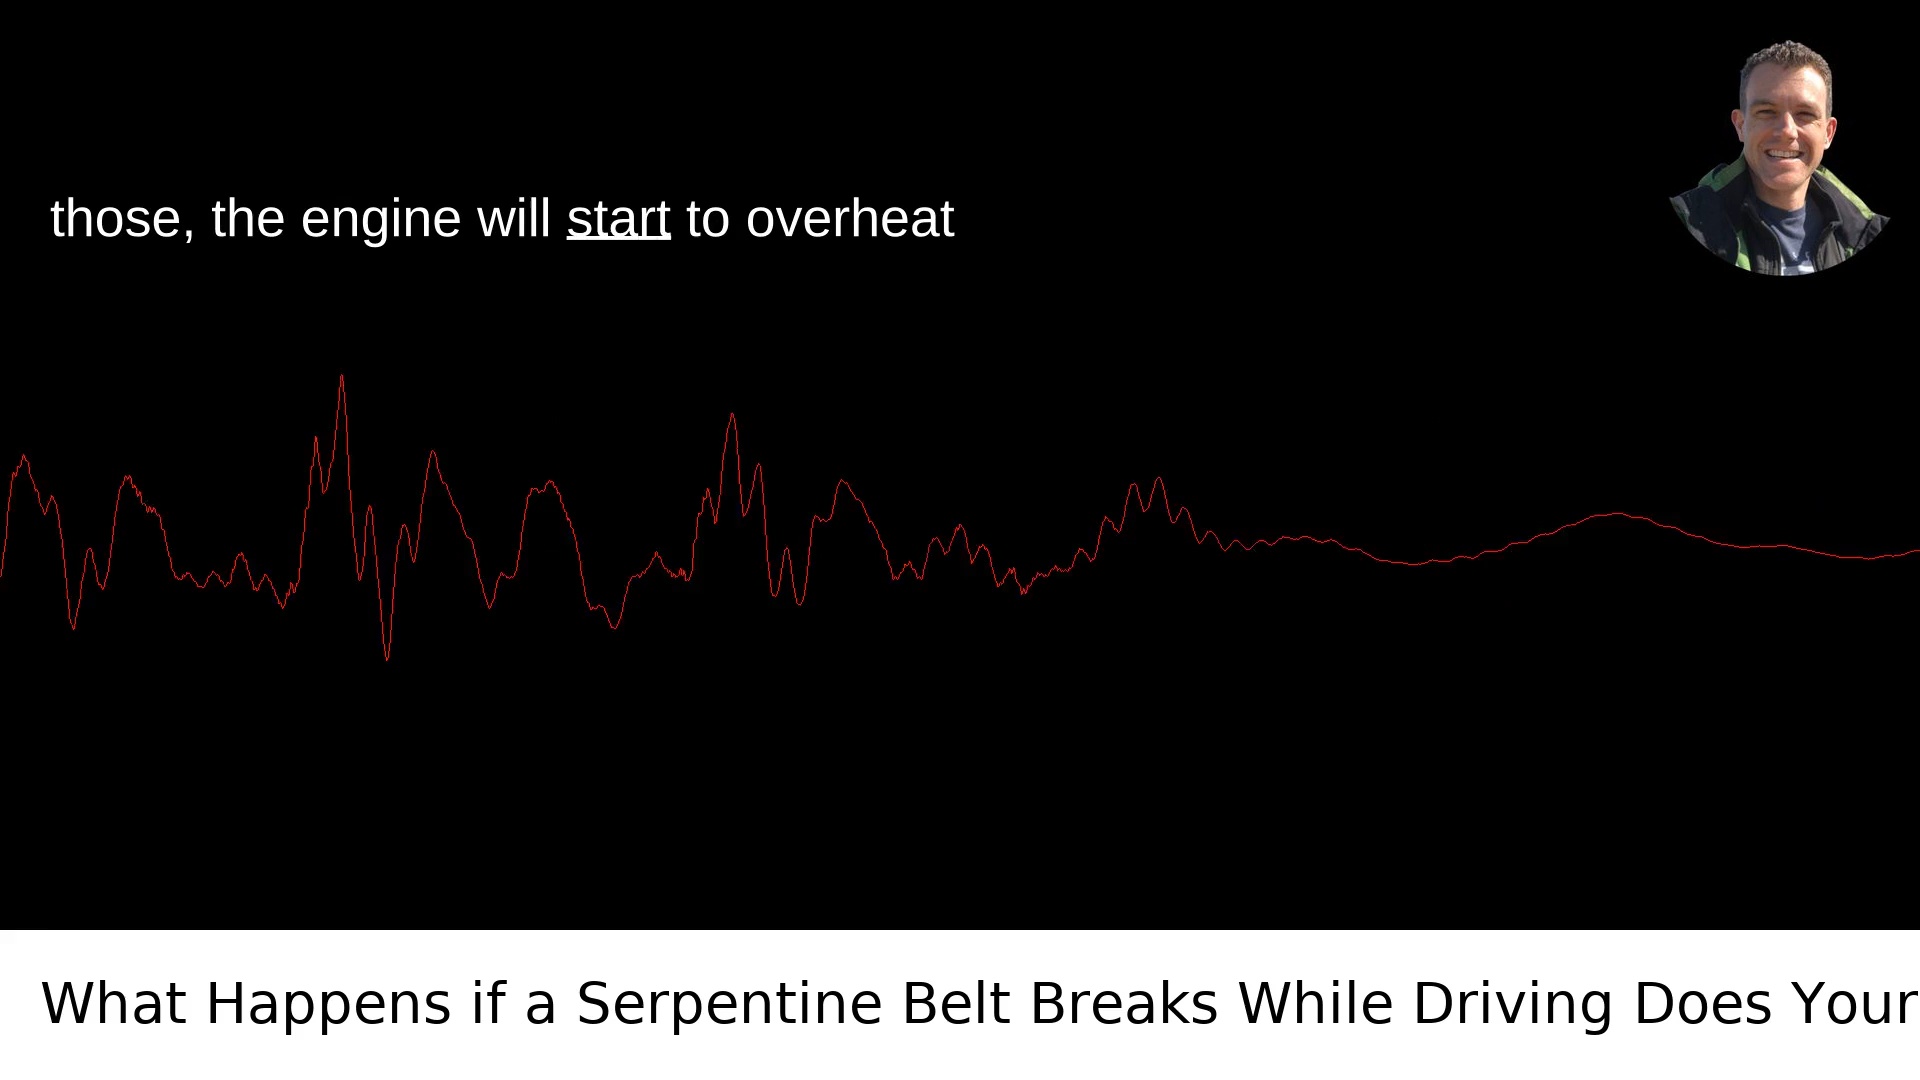 those, the engine will start to overheat
What Happens if a Serpentine Belt Breaks While Driving Does Your